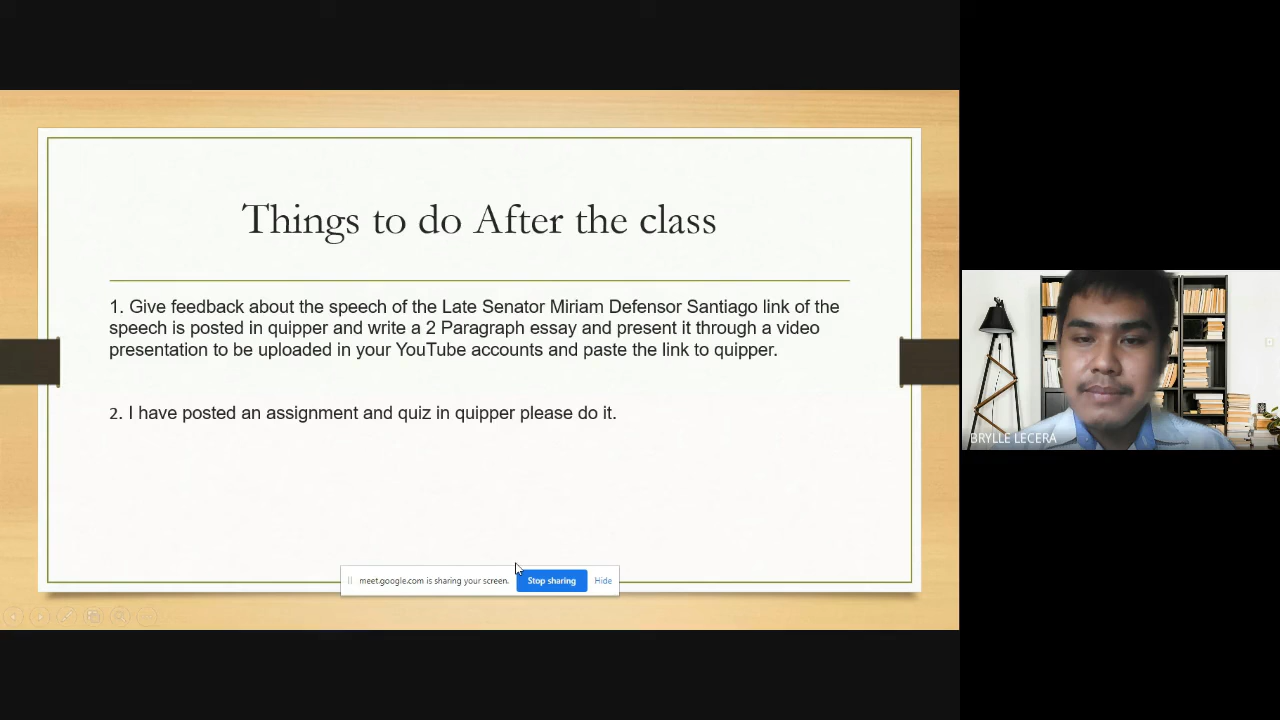 Things to do After the class
1. Give feedback about the speech of the Late Senator Miriam Defensor Santiago link of the
speech is posted in quipper and write a 2 Paragraph essay and present it through a video
presentation to be uploaded in your YouTube accounts and paste the link to quipper.
2. I have posted an assignment and quiz in quipper please do it.
meet.google.com is sharing your screen.
Stop sharing
Hide
BRYLLE LECERA